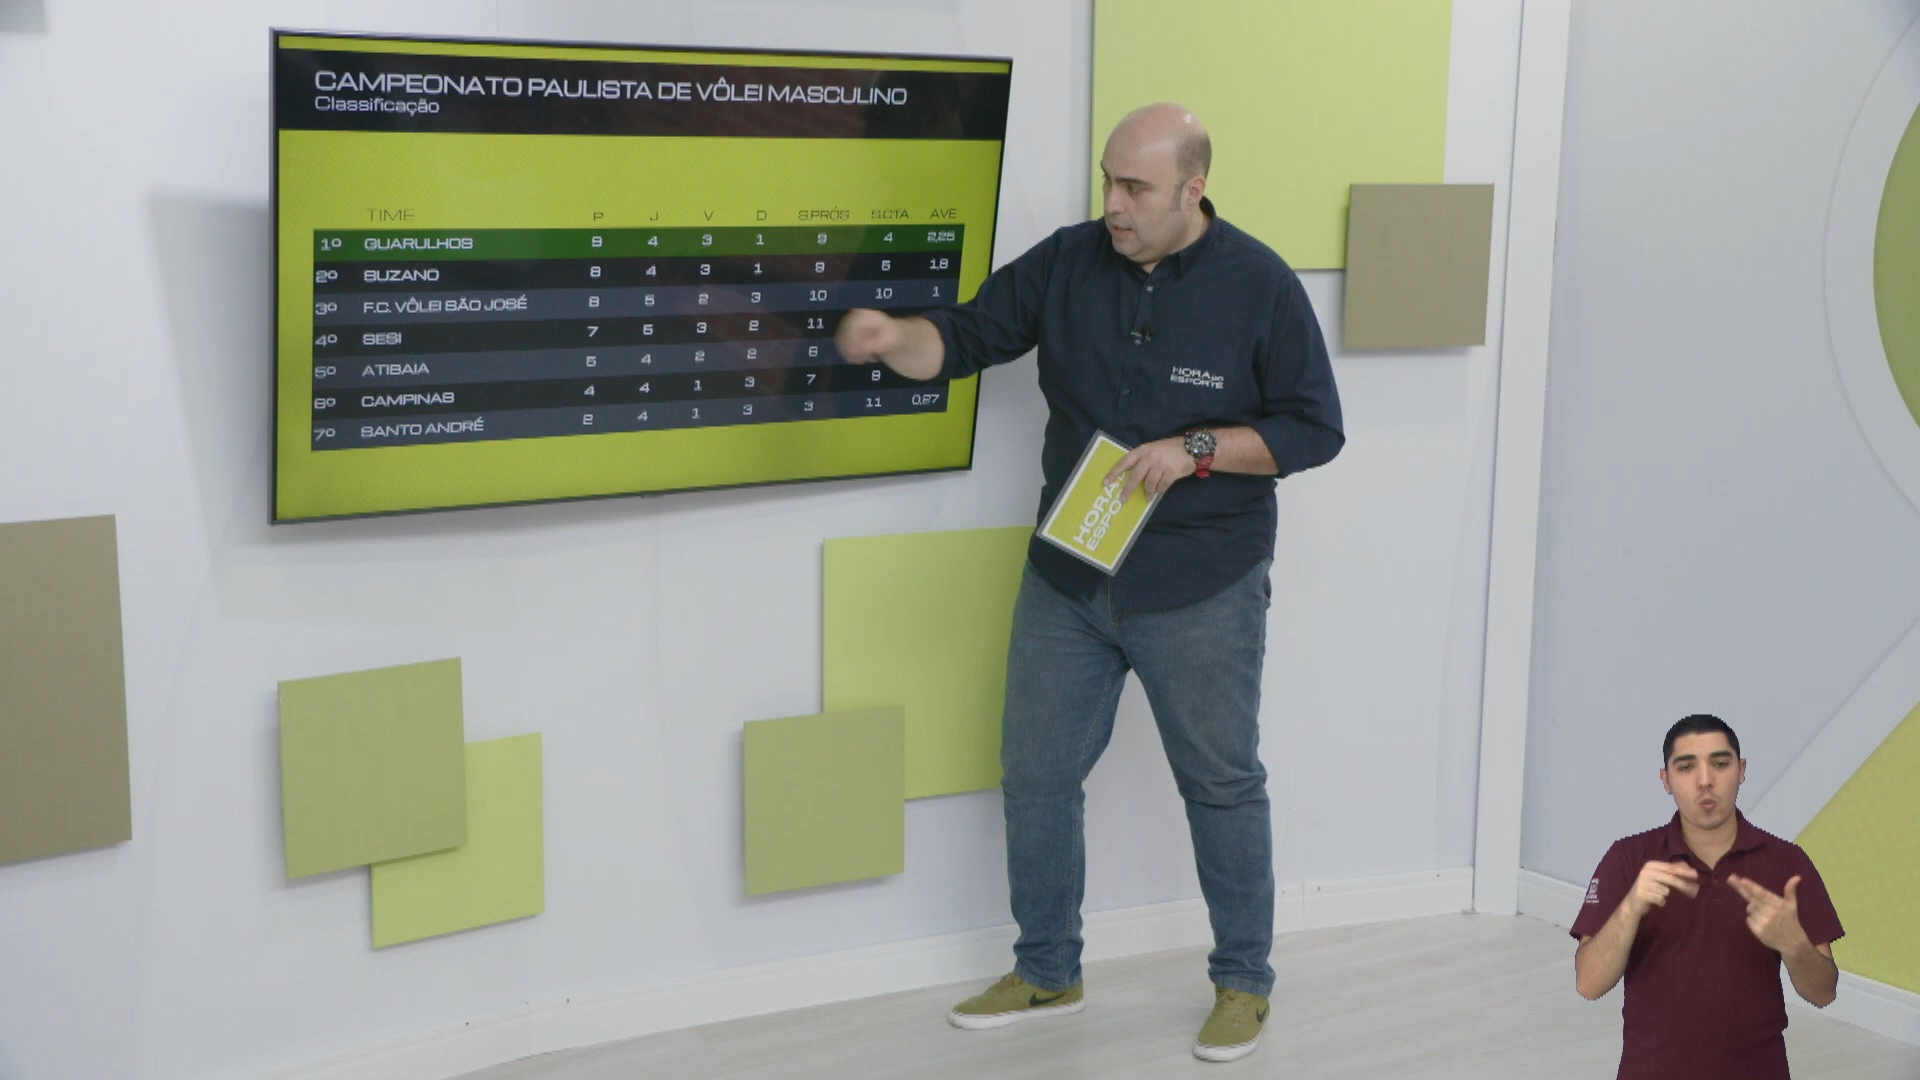 CAMPEONATO PAULISTA DE VÔLEI MASCULINO
Classificação
TIME P J V D S.PRÓS S.CTA AVE
1º GUARULHOS 8 4 3 1 9 4 2,25
2º SUZANO 8 4 3 1 9 5 1,8
3º F.C. VÔLEI SÃO JOSÉ 8 5 2 3 10 10 1
4º SESI 7 5 3 2 11
5º ATIBAIA 5 4 2 2 6
6º CAMPINAS 4 4 1 3 7 8
7º SANTO ANDRÉ 2 4 1 3 3 11 0,27
HORA DO
ESPORTE
HORA
ESPO